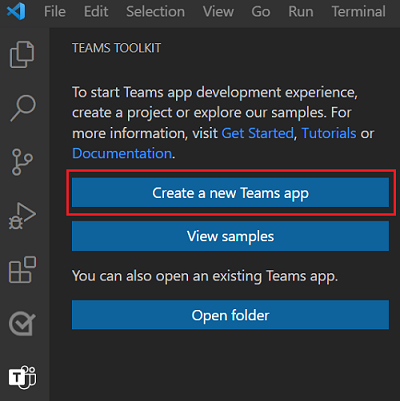 File Edit Selection View Go Run Terminal
TEAMS TOOLKIT
To start Teams app development experience,
create a project or explore our samples. For
more information, visit Get Started, Tutorials or
Documentation.
Create a new Teams app
View samples
You can also open an existing Teams app.
Open folder
T